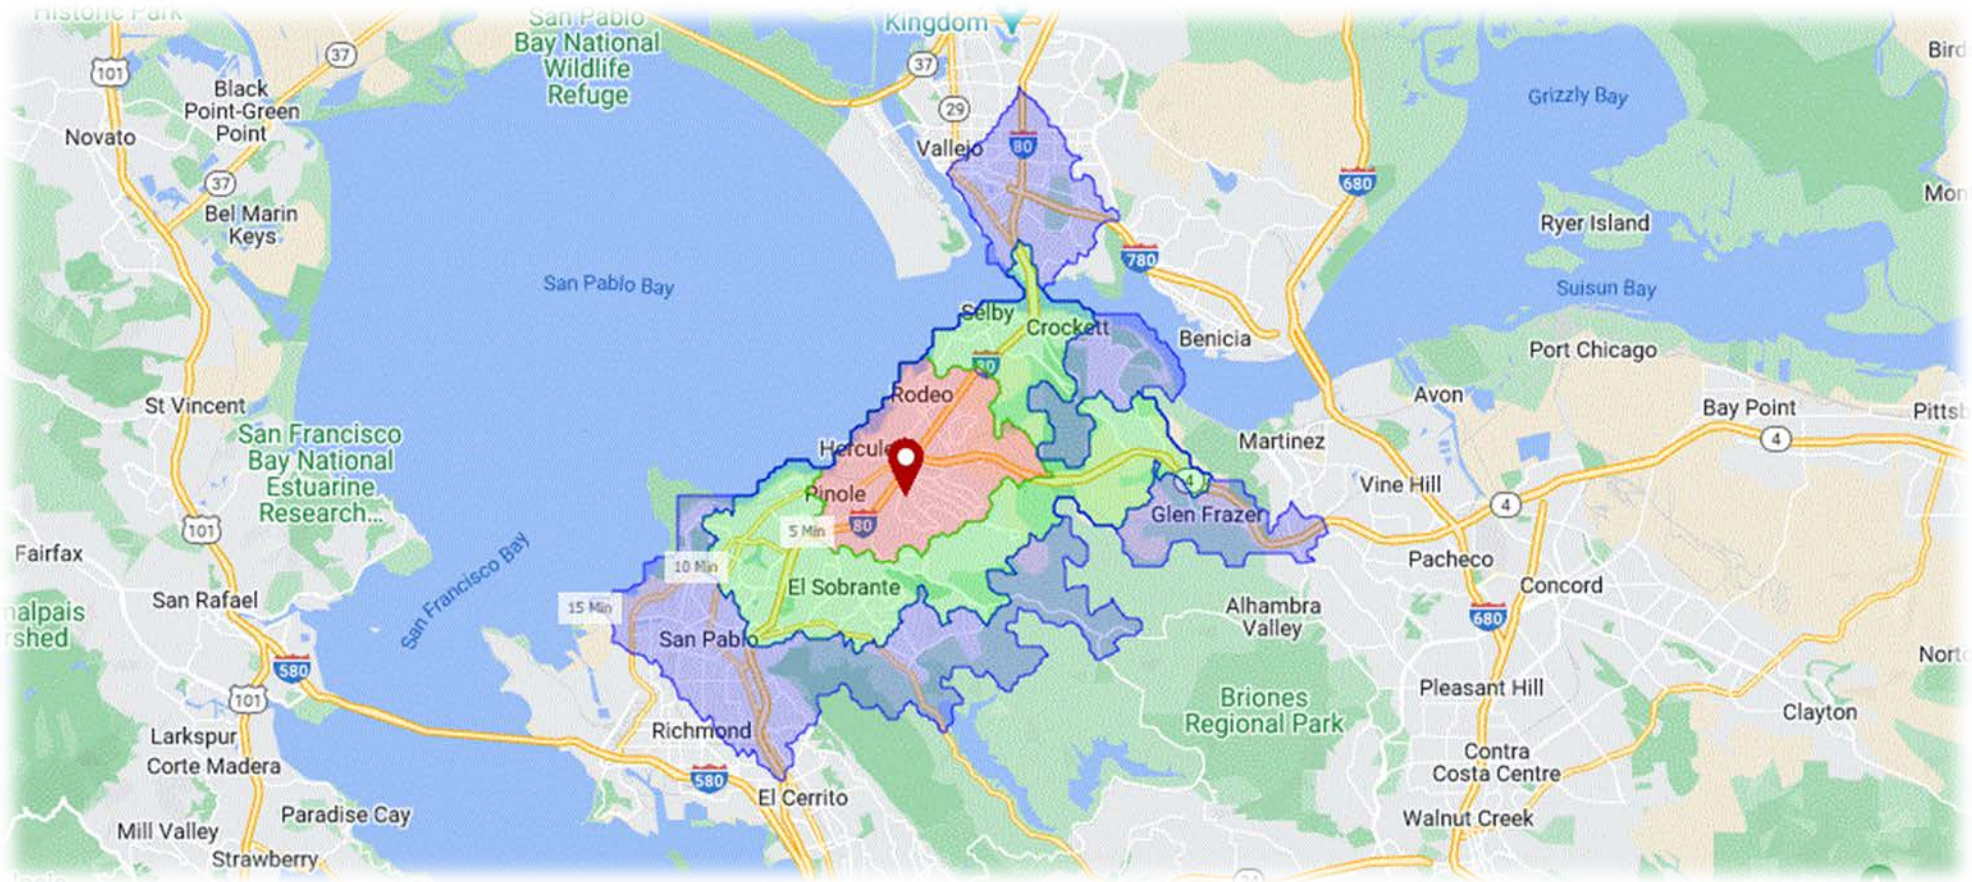 Historic Park
San Pablo
Bay National
Wildlife
Refuge
Kingdom
37
37
101
29
Bird
Black
Point-Green
Point
Novato
Grizzly Bay
Vallejo
80
37
680
Mon
Bel Marin
Keys
Ryer Island
780
San Pablo Bay
Suisun Bay
Selby
Crockett
Benicia
Port Chicago
80
Rodeo
Avon
St Vincent
Bay Point
Pittsb
San Francisco
Bay National
Estuarine
Research...
Hercule
Martinez
4
Pinole
4
Vine Hill
4
101
5 Min
80
Glen Frazer
Fairfax
San Francisco Bay
10 Min
Pacheco
El Sobrante
Concord
San Rafael
15 Min
malpais
rshed
Alhambra
Valley
680
San Pablo
Nortc
580
101
Briones
Regional Park
Pleasant Hill
Clayton
Richmond
Larkspur
Corte Madera
Contra
Costa Centre
580
El Cerrito
Paradise Cay
Mill Valley
Walnut Creek
Strawberry